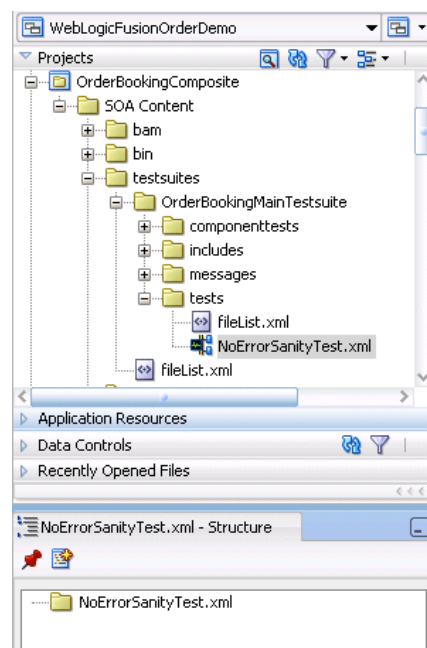 WebLogicFusionOrderDemo
Projects
OrderBookingComposite
SOA Content
bam
bin
testsuites
OrderBookingMainTestsuite
componenttests
includes
messages
tests
fileList.xml
NoErrorSanityTest.xml
fileList.xml
Application Resources
Data Controls
Recently Opened Files
NoErrorSanityTest.xml - Structure
NoErrorSanityTest.xml